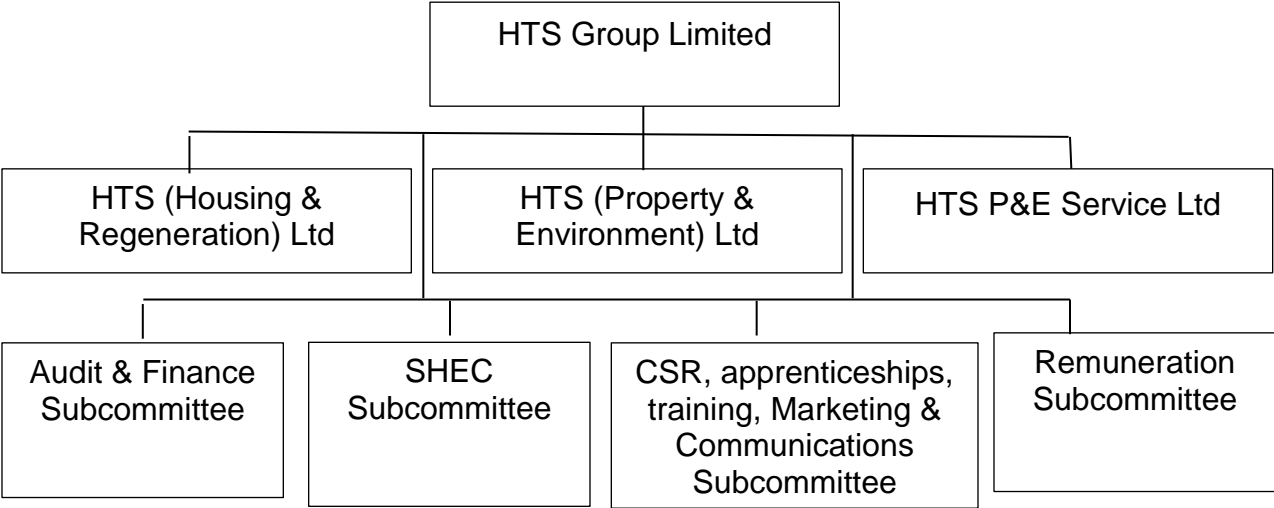 HTS Group Limited
HTS (Housing &
Regeneration) Ltd
HTS (Property &
Environment) Ltd
HTS P&E Service Ltd
Audit & Finance
Subcommittee
SHEC
Subcommittee
CSR, apprenticeships,
training, Marketing &
Communications
Subcommittee
Remuneration
Subcommittee